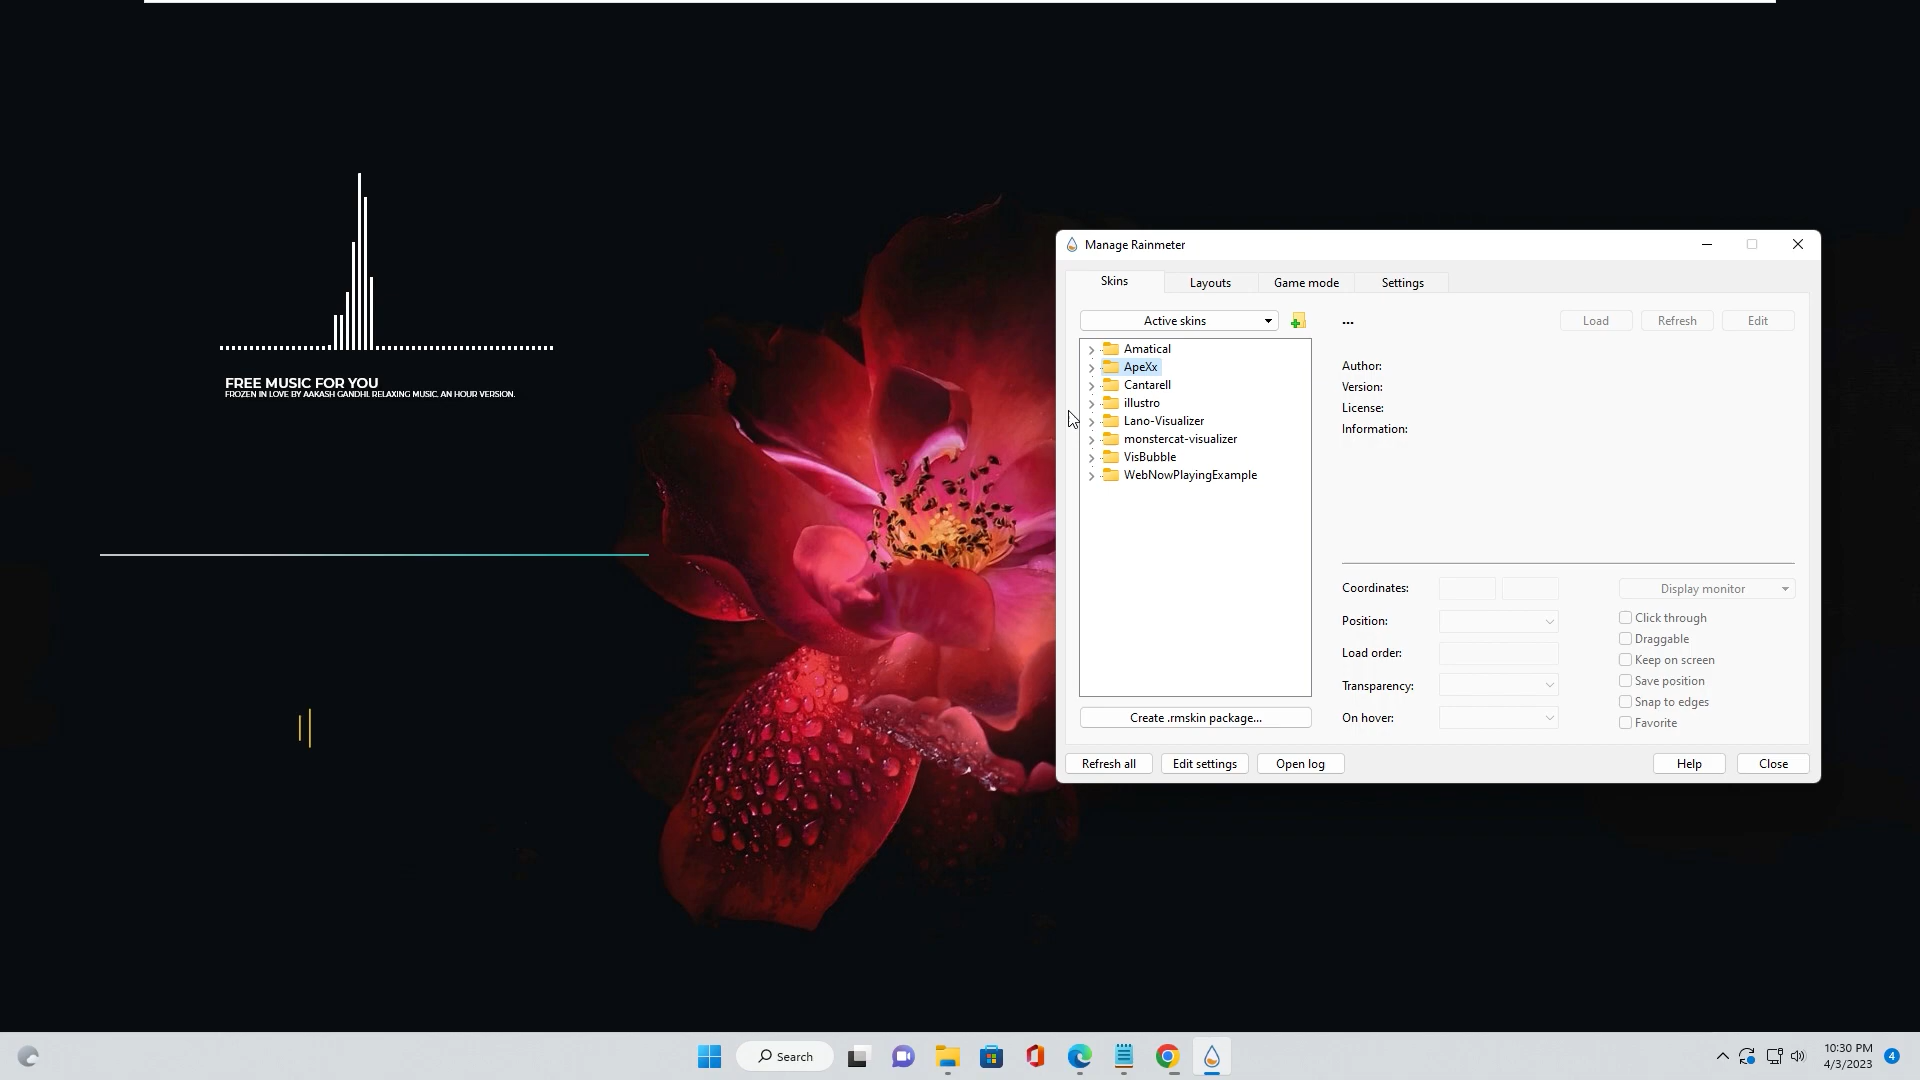 FREE MUSIC FOR YOU
FROZEN IN LOVE BY AAKASH GANDHI. RELAXING MUSIC. AN HOUR VERSION.
Manage Rainmeter
Skins
Layouts
Game mode
Settings
Active skins
...
Load
Refresh
Edit
Amatical
ApeXx
Cantarell
illustro
Lano-Visualizer
monstercat-visualizer
VisBubble
WebNowPlayingExample
Author:
Version:
License:
Information:
Coordinates:
Display monitor
Position:
Click through
Draggable
Load order:
Keep on screen
Transparency:
Save position
Snap to edges
On hover:
Favorite
Create .rmskin package...
Refresh all
Edit settings
Open log
Help
Close
Search
10:30 PM
4/3/2023
4